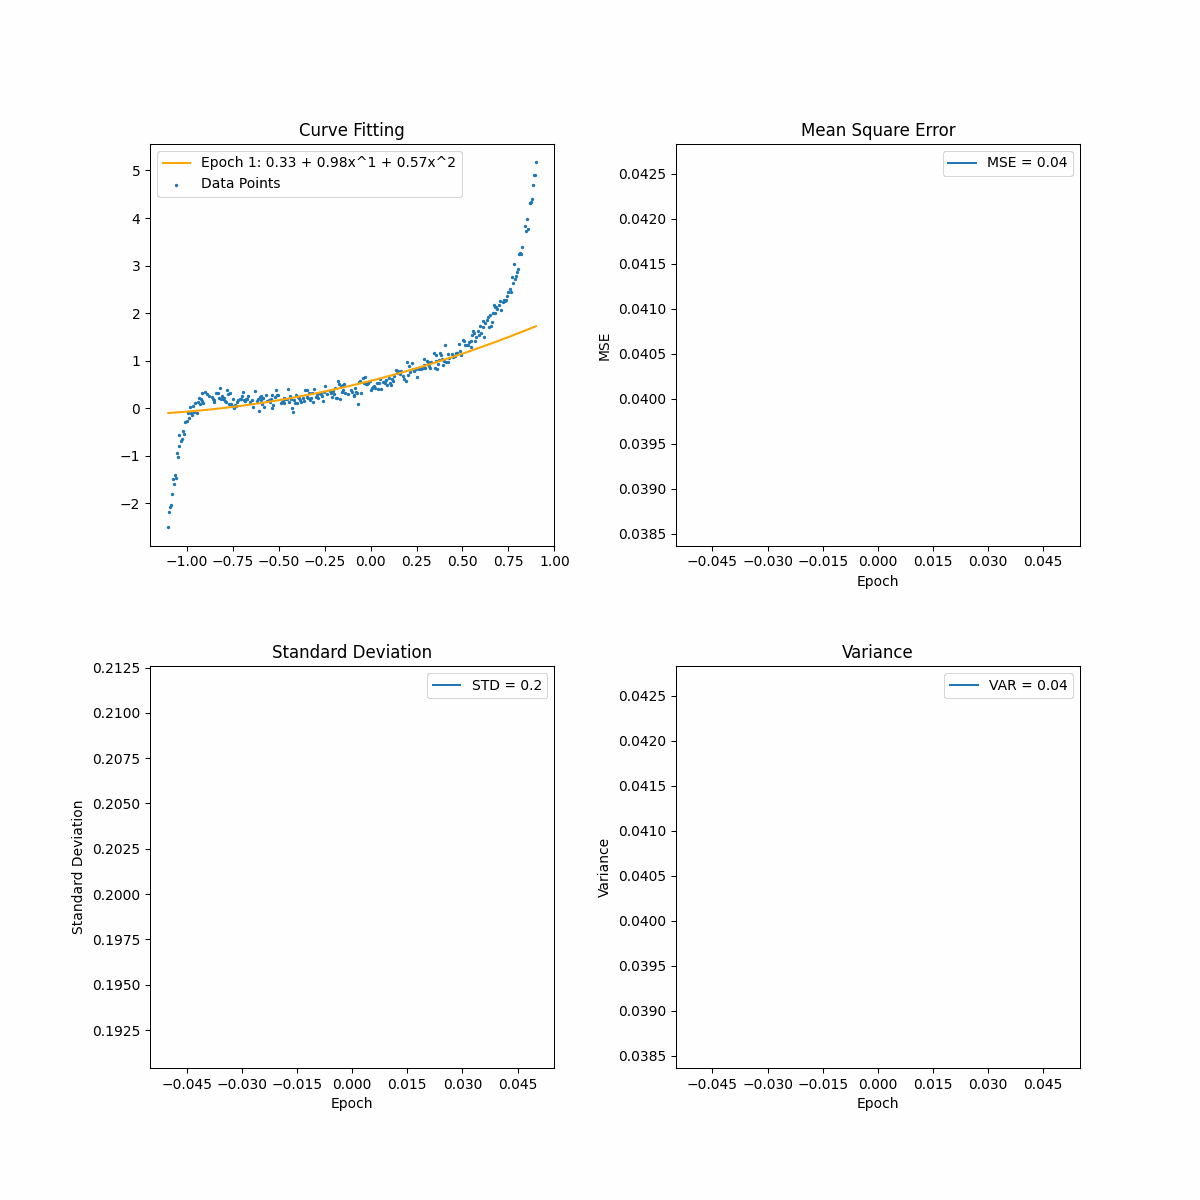 Curve Fitting
Epoch 1: 0.33 + 0.98x^1 + 0.57x^2
Data Points
5
4
3
2
1
0
−1
−2
−1.00 −0.75 −0.50 −0.25 0.00 0.25 0.50 0.75 1.00
Mean Square Error
MSE = 0.04
0.0425
0.0420
0.0415
0.0410
0.0405
0.0400
0.0395
0.0390
0.0385
MSE
−0.045 −0.030 −0.015 0.000 0.015 0.030 0.045
Epoch
Standard Deviation
STD = 0.2
0.2125
0.2100
0.2075
0.2050
0.2025
0.2000
0.1975
0.1950
0.1925
Standard Deviation
−0.045 −0.030 −0.015 0.000 0.015 0.030 0.045
Epoch
Variance
VAR = 0.04
0.0425
0.0420
0.0415
0.0410
0.0405
0.0400
0.0395
0.0390
0.0385
Variance
−0.045 −0.030 −0.015 0.000 0.015 0.030 0.045
Epoch